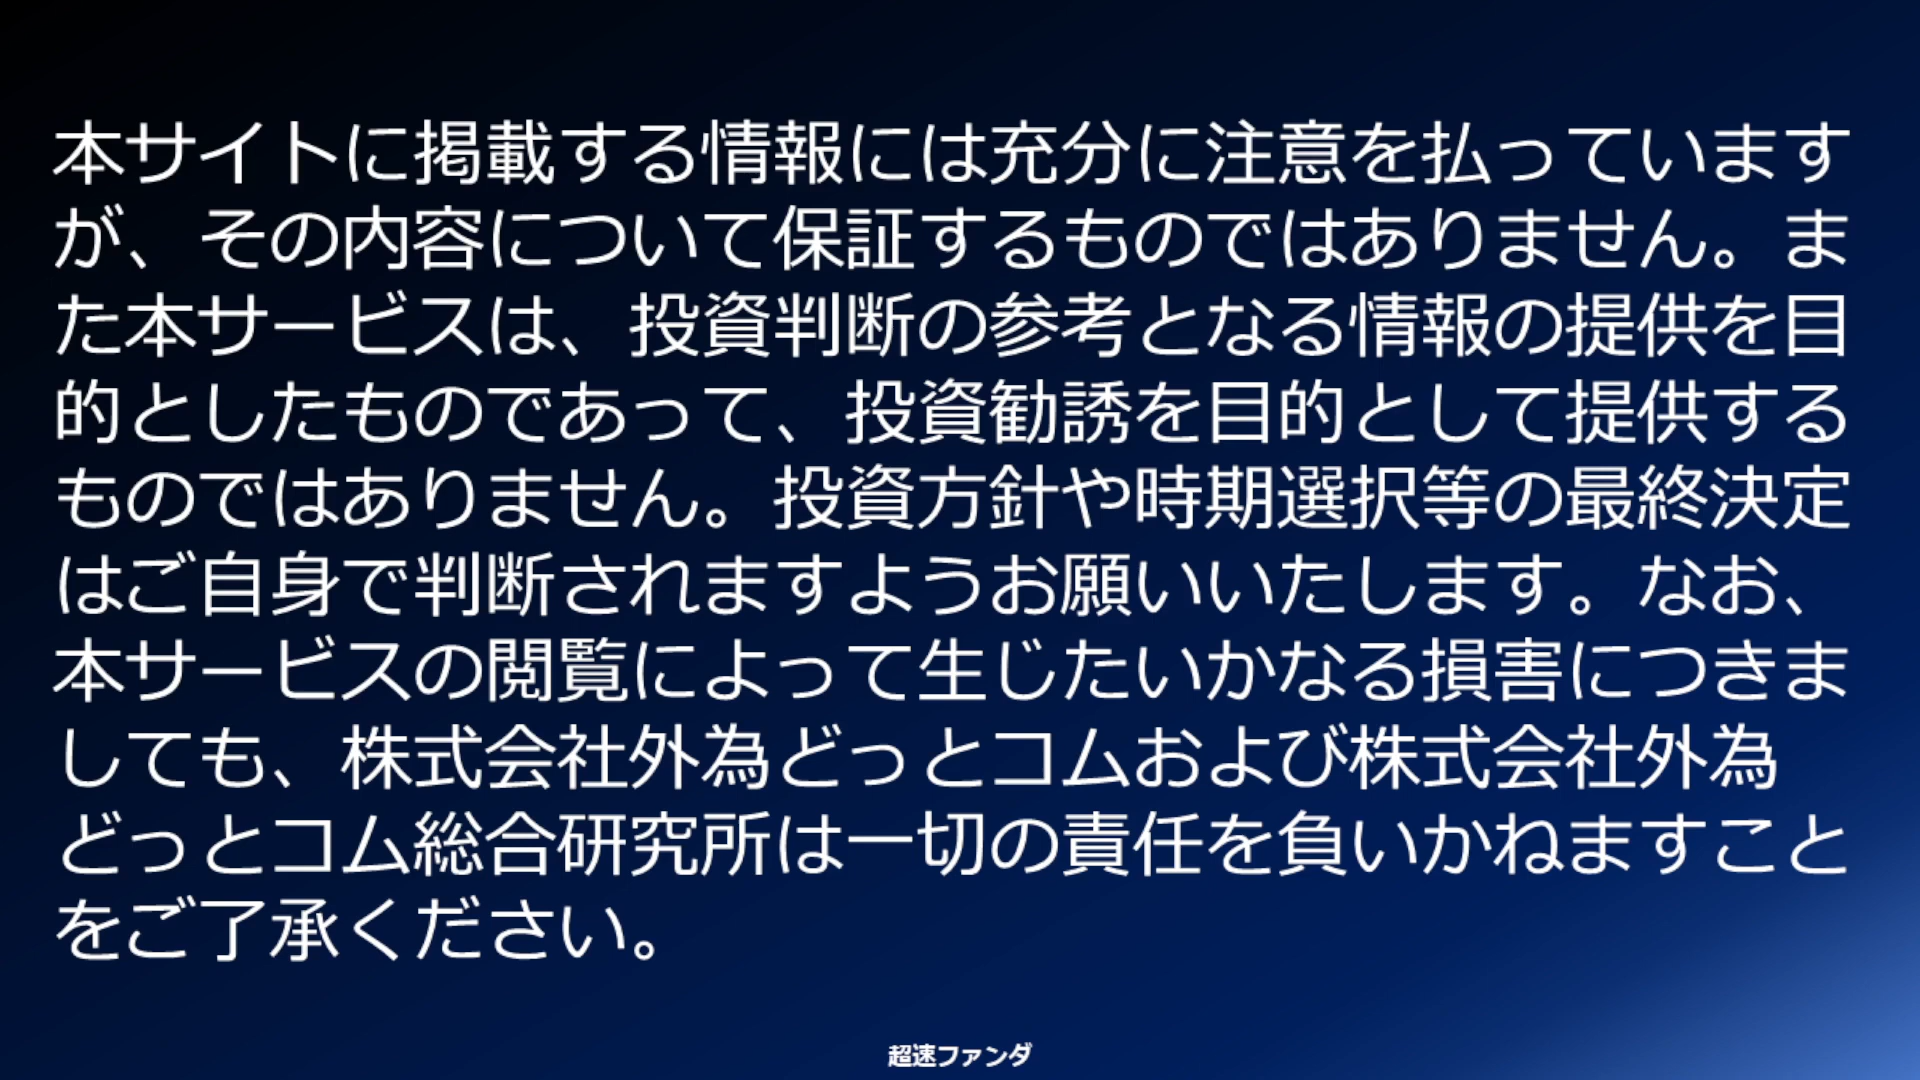 本サイトに掲載する情報には充分に注意を払っています
が、その内容について保証するものではありません。ま
た本サービスは、投資判断の参考となる情報の提供を目
的としたものであって、投資勧誘を目的として提供する
ものではありません。投資方針や時期選択等の最終決定
はご自身で判断されますようお願いいたします。なお、
本サービスの閲覧によって生じたいかなる損害につきま
しても、株式会社外為どっとコムおよび株式会社外為
どっとコム総合研究所は一切の責任を負いかねますこと
をご了承ください。
超速ファンダ